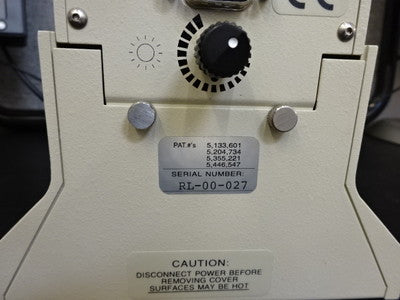 CE
PAT.#'s 5,133,601
5,204,734
5,355,221
5,446,547
SERIAL NUMBER:
RL-00-027
CAUTION:
DISCONNECT POWER BEFORE
REMOVING COVER
SURFACES MAY BE HOT